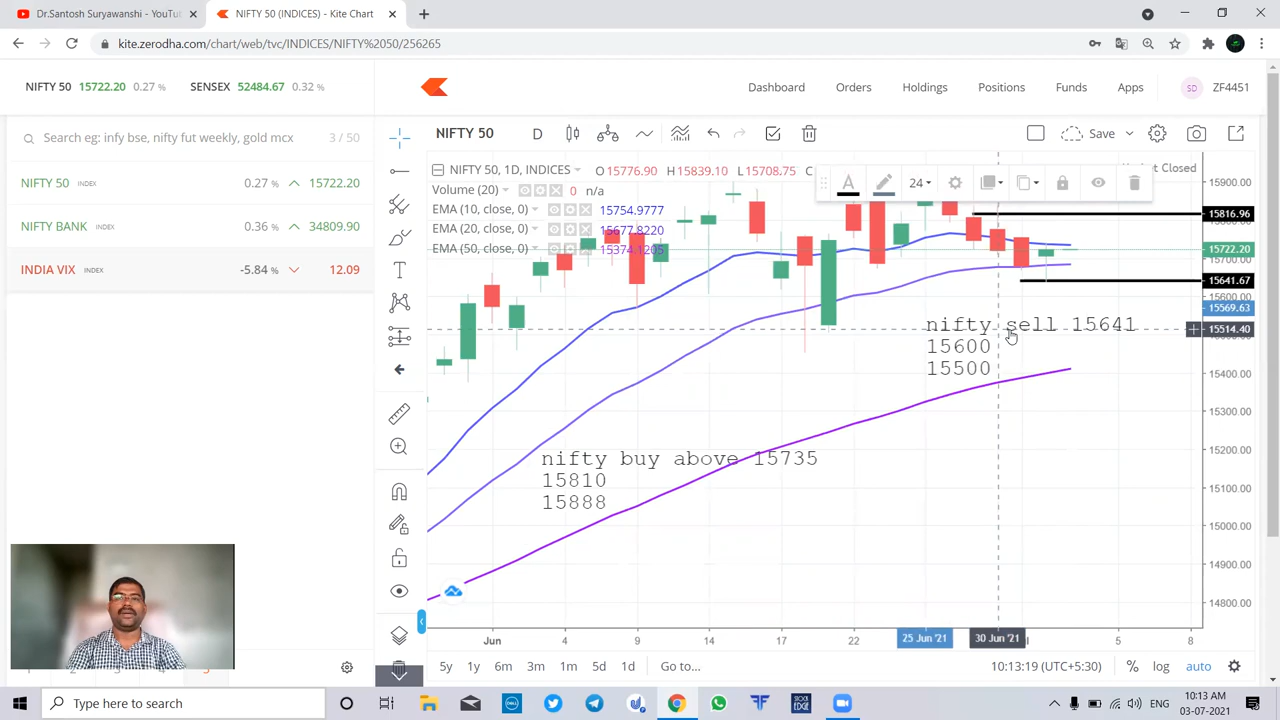 Dr.Santosh Suryawanshi - YouTub
NIFTY 50 (INDICES) - Kite Chart
kite.zerodha.com/chart/web/tvc/INDICES/NIFTY%2050/256265
NIFTY 50 15722.20 0.27 % SENSEX 52484.67 0.32 %
Dashboard Orders Holdings Positions Funds Apps SD ZF4451
Search eg: infy bse, nifty fut weekly, gold mcx 3 / 50
NIFTY 50 INDEX 0.27 % 15722.20
NIFTY BANK INDEX 0.36 % 34809.90
INDIA VIX INDEX -5.84 % 12.09
NIFTY 50 D Save
NIFTY 50, 1D, INDICES O15776.90 H15839.10 L15708.75 C
Closed
24
Volume (20) 0 n/a
EMA (10, close, 0) 15754.9777
EMA (20, close, 0) 15677.8220
EMA (50, close, 0) 15374.1205
15900.00
15816.96
15722.20
15700.00
15641.67
15600.00
15569.63
15514.40
15400.00
15300.00
15200.00
15100.00
15000.00
14900.00
14800.00
nifty sell 15641
15600
15500
nifty buy above 15735
15810
15888
Jun 4 9 14 17 22 25 Jun '21 30 Jun '21 5 8
5y 1y 6m 3m 1m 5d 1d Go to... 10:13:19 (UTC+5:30) % log auto
Type here to search
ENG
10:13 AM
03-07-2021